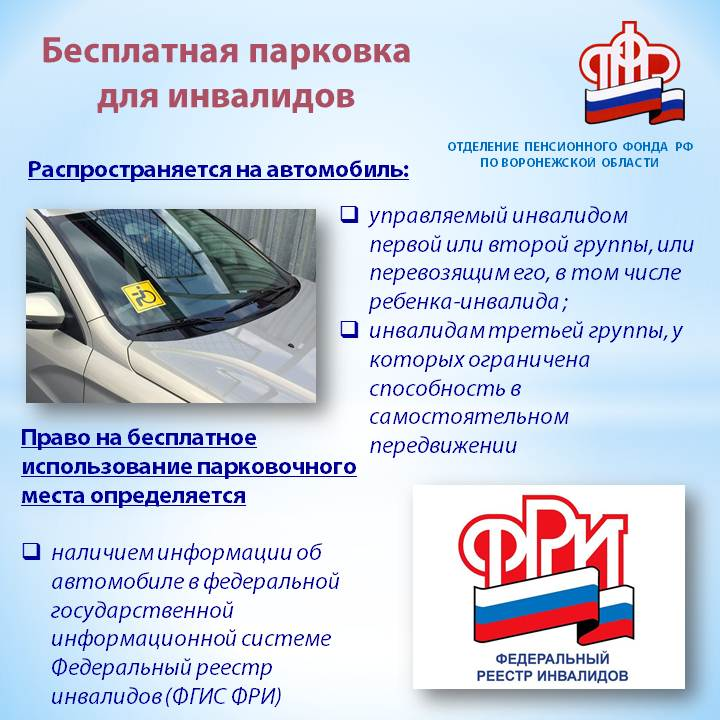 Бесплатная парковка
для инвалидов
ПФР
ОТДЕЛЕНИЕ ПЕНСИОННОГО ФОНДА РФ
ПО ВОРОНЕЖСКОЙ ОБЛАСТИ
Распространяется на автомобиль:
управляемый инвалидом
первой или второй группы, или
перевозящим его, в том числе
ребенка-инвалида ;
инвалидам третьей группы, у
которых ограничена
способность в
самостоятельном
передвижении
Право на бесплатное
использование парковочного
места определяется
наличием информации об
автомобиле в федеральной
государственной
информационной системе
Федеральный реестр
инвалидов (ФГИС ФРИ)
ФРИ
ФЕДЕРАЛЬНЫЙ
РЕЕСТР ИНВАЛИДОВ